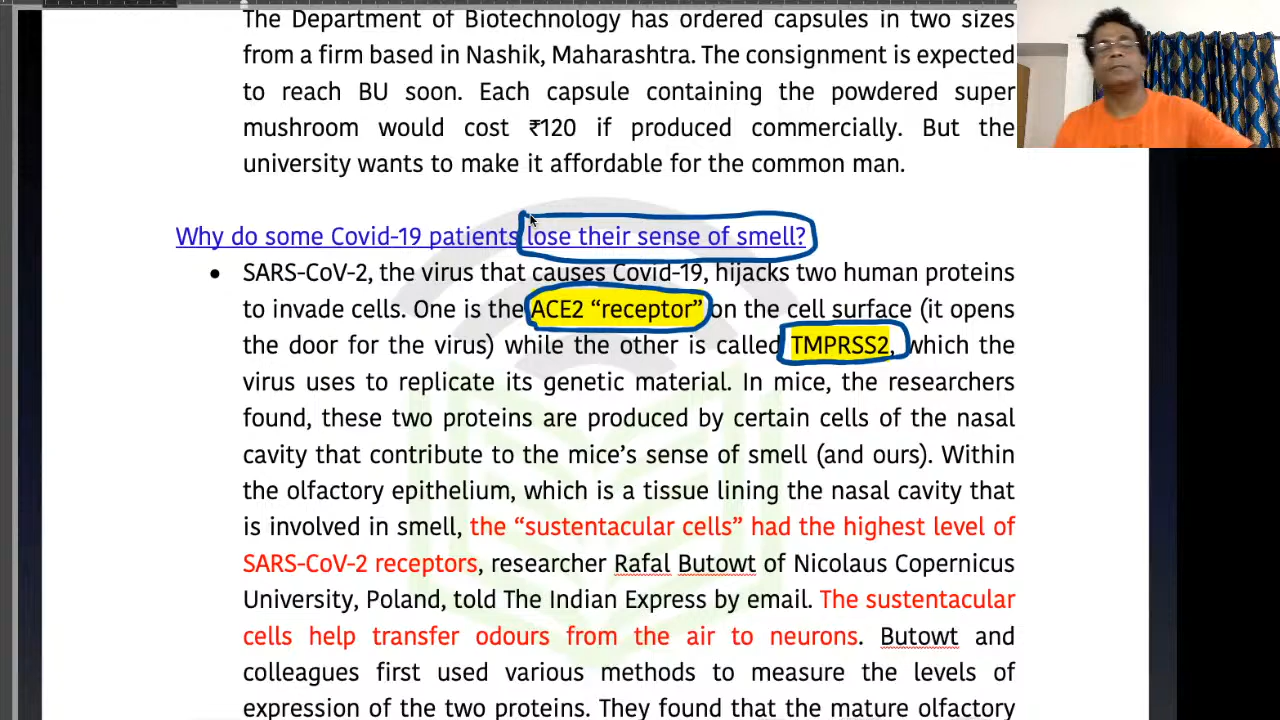 The Department of Biotechnology has ordered capsules in two sizes
from a firm based in Nashik, Maharashtra. The consignment is expected
to reach BU soon. Each capsule containing the powdered super
mushroom would cost ₹120 if produced commercially. But the
university wants to make it affordable for the common man.
Why do some Covid-19 patients lose their sense of smell?
• SARS-CoV-2, the virus that causes Covid-19, hijacks two human proteins
to invade cells. One is the ACE2 “receptor” on the cell surface (it opens
the door for the virus) while the other is called TMPRSS2, which the
virus uses to replicate its genetic material. In mice, the researchers
found, these two proteins are produced by certain cells of the nasal
cavity that contribute to the mice’s sense of smell (and ours). Within
the olfactory epithelium, which is a tissue lining the nasal cavity that
is involved in smell, the “sustentacular cells” had the highest level of
SARS-CoV-2 receptors, researcher Rafal Butowt of Nicolaus Copernicus
University, Poland, told The Indian Express by email. The sustentacular
cells help transfer odours from the air to neurons. Butowt and
colleagues first used various methods to measure the levels of
expression of the two proteins. They found that the mature olfactory